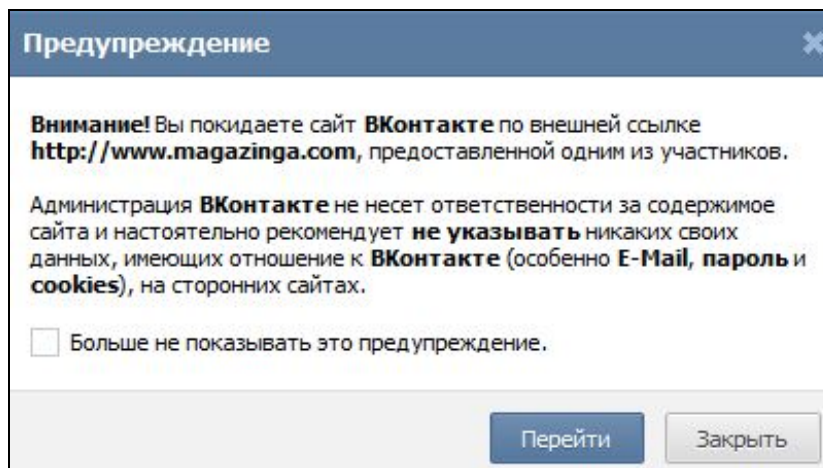 Предупреждение
Внимание! Вы покидаете сайт ВКонтакте по внешней ссылке
http://www.magazinga.com, предоставленной одним из участников.
Администрация ВКонтакте не несет ответственности за содержимое
сайта и настоятельно рекомендует не указывать никаких своих
данных, имеющих отношение к ВКонтакте (особенно E-Mail, пароль и
cookies), на сторонних сайтах.
Больше не показывать это предупреждение.
Перейти Закрыть